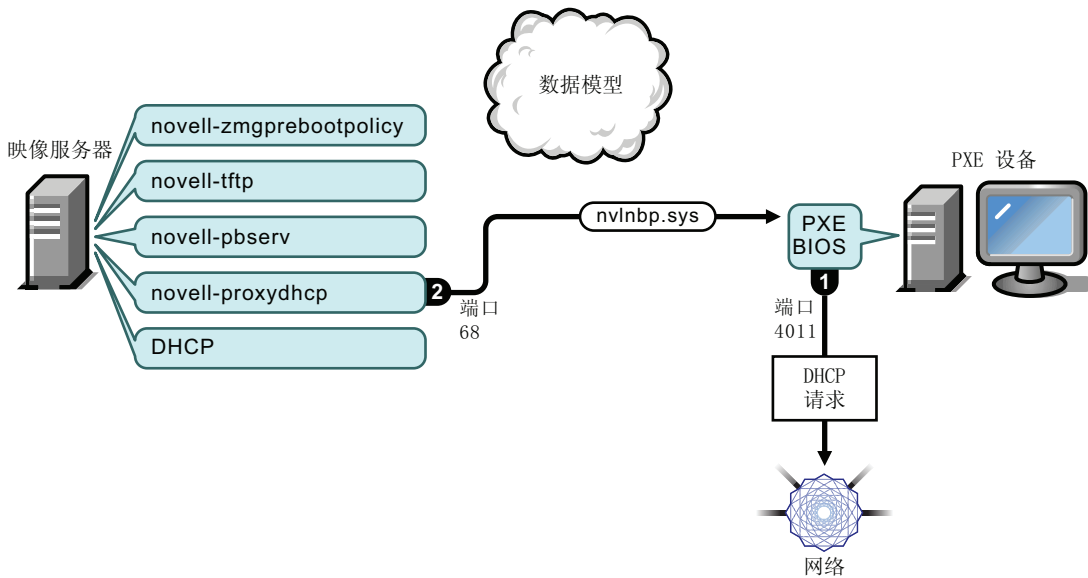 数据模型
映像服务器
novell-zmgprebootpolicy
novell-tftp
novell-pbserv
novell-proxydhcp
DHCP
2
端口
68
nvlnbp.sys
PXE 设备
PXE
BIOS
1
端口
4011
DHCP
请求
网络